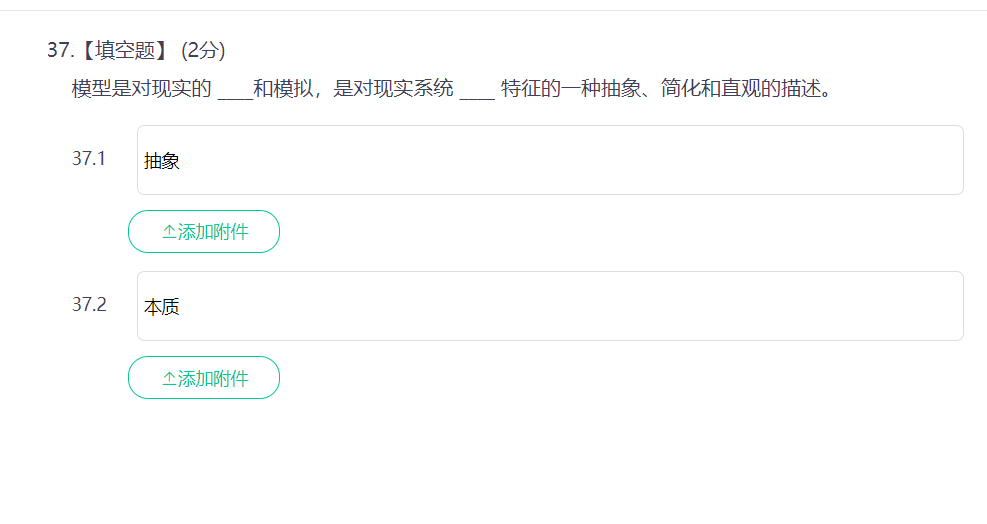 37.【填空题】 (2分)
模型是对现实的 ____和模拟，是对现实系统 ____ 特征的一种抽象、简化和直观的描述。
37.1 抽象
添加附件
37.2 本质
添加附件